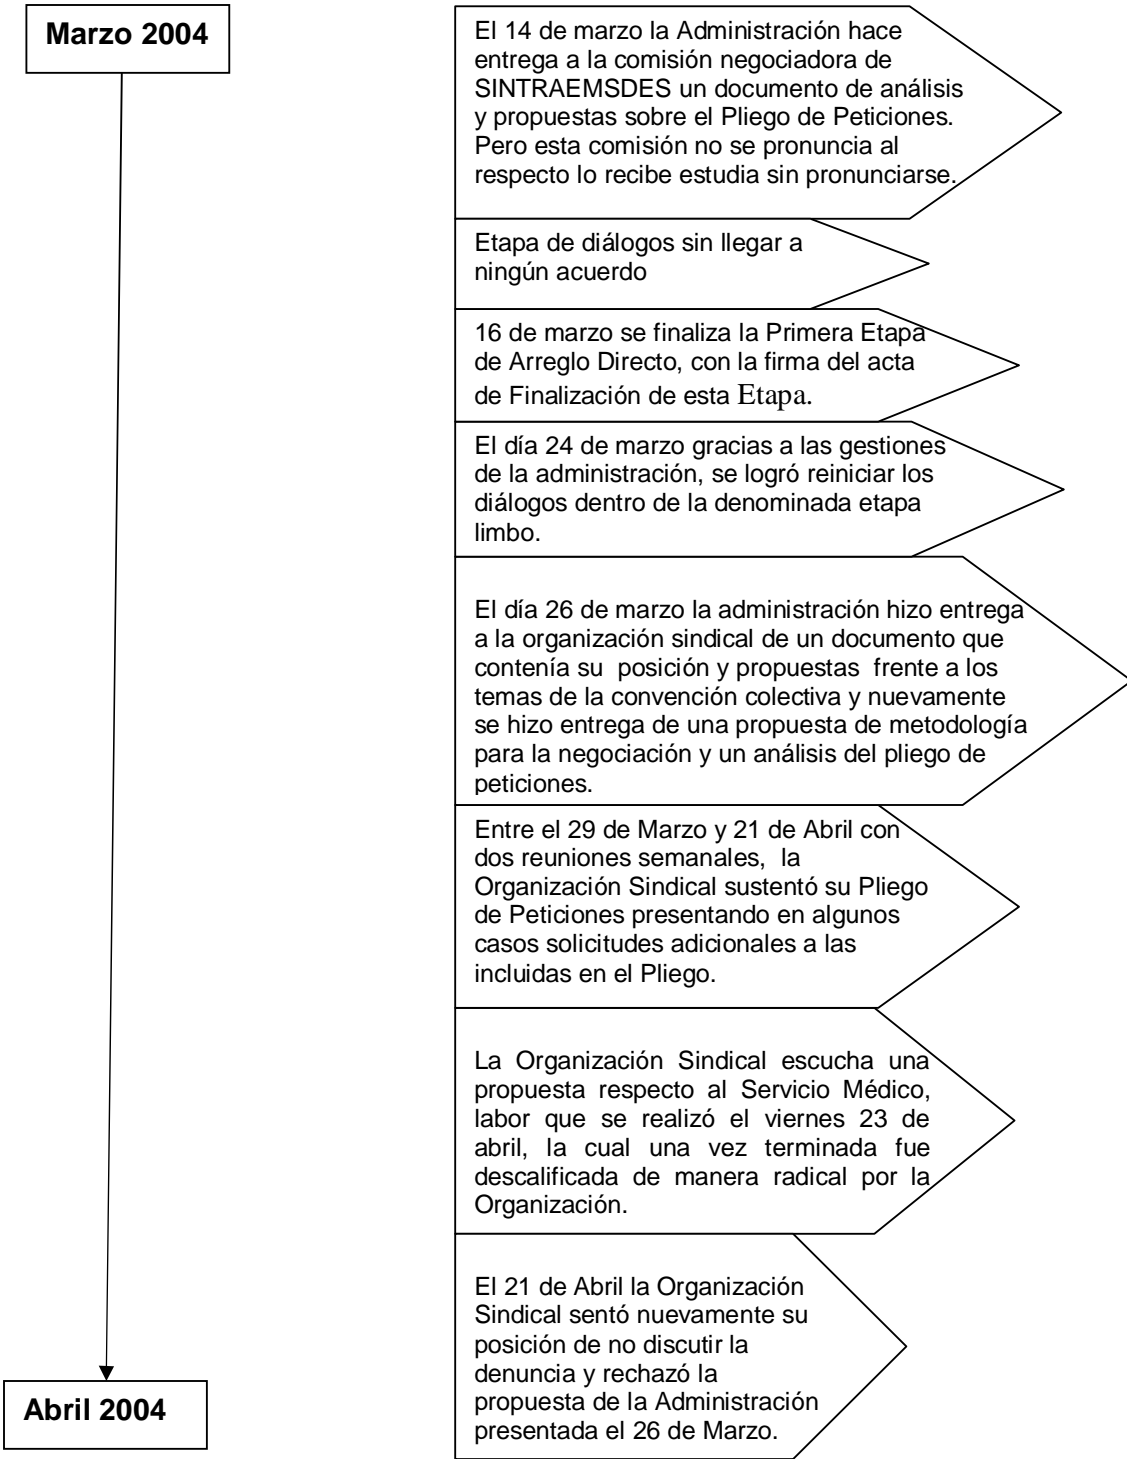 Marzo 2004
El 14 de marzo la Administración hace
entrega a la comisión negociadora de
SINTRAEMSDES un documento de análisis
y propuestas sobre el Pliego de Peticiones.
Pero esta comisión no se pronuncia al
respecto lo recibe estudia sin pronunciarse.
Etapa de diálogos sin llegar a
ningún acuerdo
16 de marzo se finaliza la Primera Etapa
de Arreglo Directo, con la firma del acta
de Finalización de esta Etapa.
El día 24 de marzo gracias a las gestiones
de la administración, se logró reiniciar los
diálogos dentro de la denominada etapa
limbo.
El día 26 de marzo la administración hizo entrega
a la organización sindical de un documento que
contenía su  posición y propuestas  frente a los
temas de la convención colectiva y nuevamente
se hizo entrega de una propuesta de metodología
para la negociación y un análisis del pliego de
peticiones.
Entre el 29 de Marzo y 21 de Abril con
dos reuniones semanales,  la
Organización Sindical sustentó su Pliego
de Peticiones presentando en algunos
casos solicitudes adicionales a las
incluidas en el Pliego.
La Organización Sindical escucha una
propuesta respecto al Servicio Médico,
labor que se realizó el viernes 23 de
abril, la cual una vez terminada fue
descalificada de manera radical por la
Organización.
El 21 de Abril la Organización
Sindical sentó nuevamente su
posición de no discutir la
denuncia y rechazó la
propuesta de la Administración
presentada el 26 de Marzo.
Abril 2004